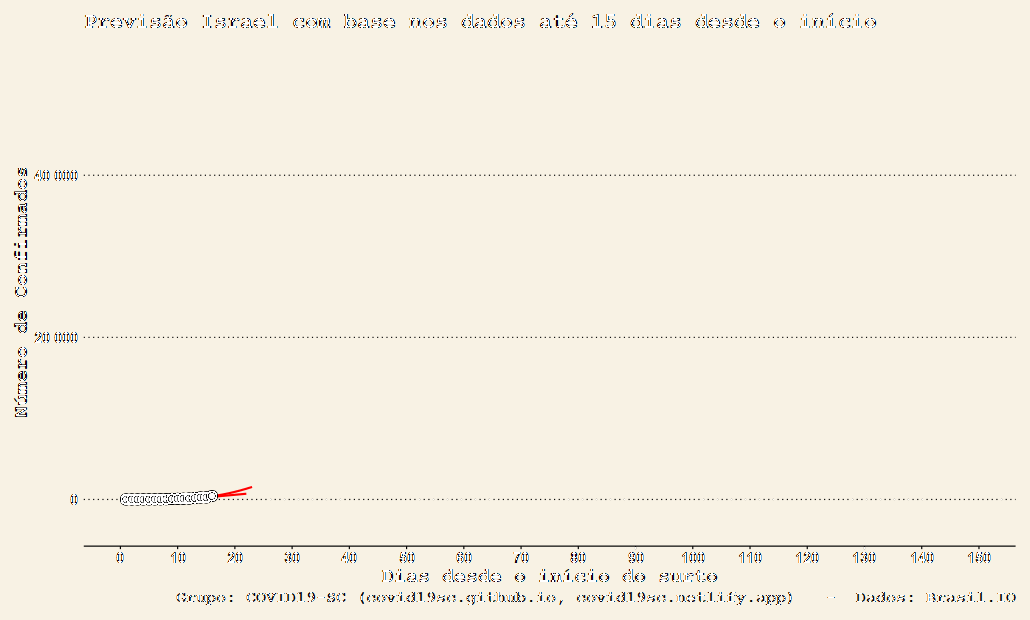 Previsão Israel com base nos dados até 15 dias desde o início
Número de Confirmados
0
0 10 20 30 40 50 60 70 80 90 100 110 120 130 140 150
Dias desde o início do surto
Grupo: COVID19-SC (covid19sc.github.io, covid19sc.netlify.app) -- Dados: Brasil.IO